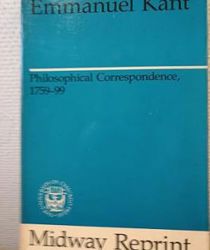 Emmanuel Kant
Philosophical Correspondence,
1759–99
Midway Reprint